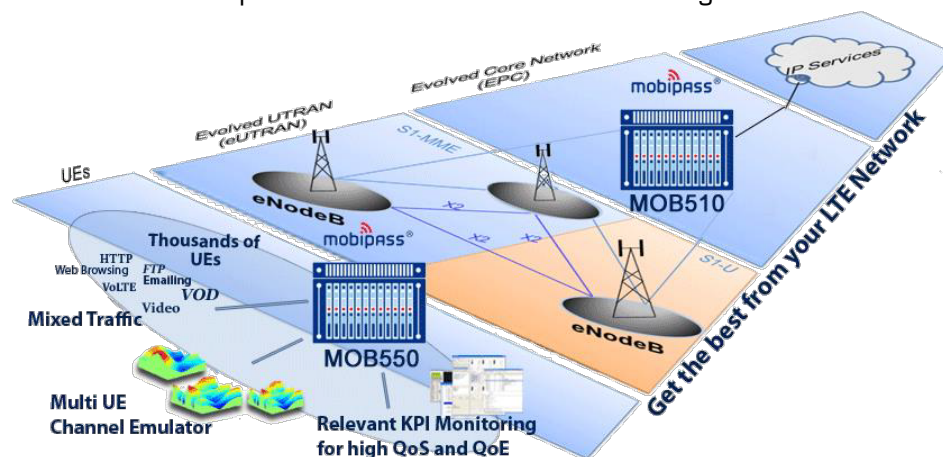 IP Services
Evolved Core Network
(EPC)
mobipass®
Evolved UTRAN
(eUTRAN)
S1-MME
MOB510
UEs
eNodeB
X2
X2
X2
S1-U
mobipass®
Thousands of
UEs
HTTP
Web Browsing
FTP
Emailing
VoLTE
VOD
Video
Mixed Traffic
MOB550
eNodeB
Get the best from your LTE Network
Multi UE
Channel Emulator
Relevant KPI Monitoring
for high QoS and QoE